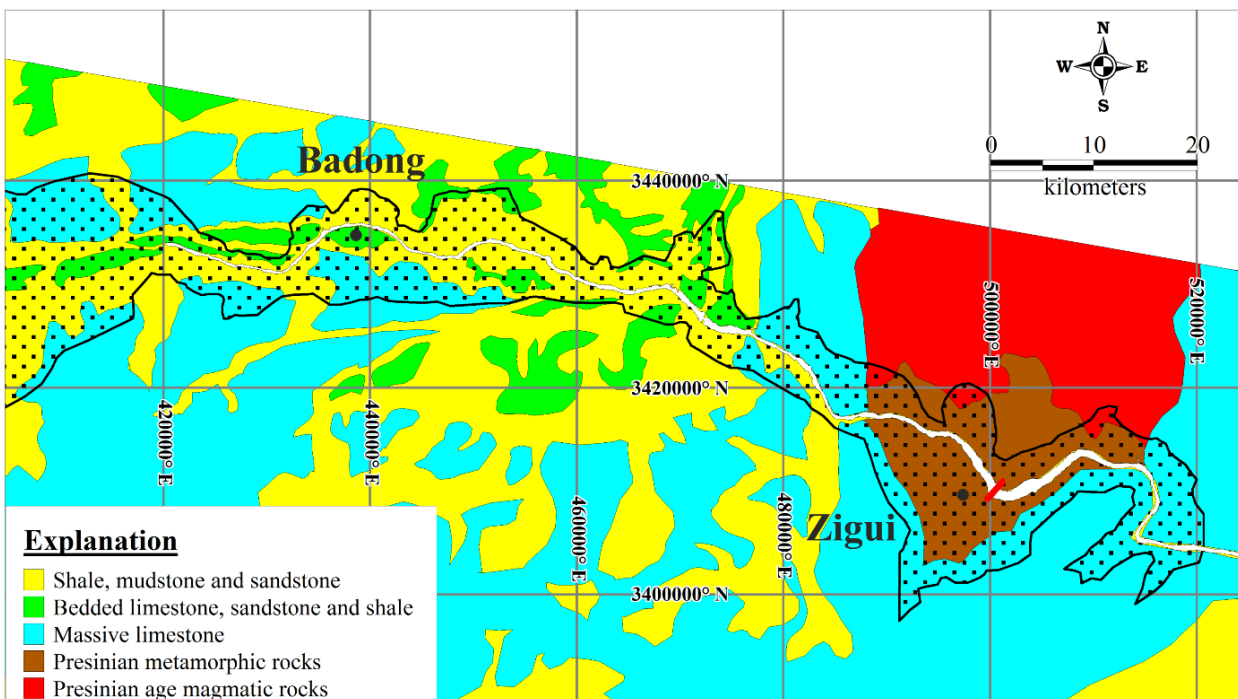 N
W E
S
0 10 20
kilometers
Badong
3440000° N
500000° E
520000° E
3420000° N
420000° E
440000° E
460000° E
480000° E
Zigui
3400000° N
Explanation
Shale, mudstone and sandstone
Bedded limestone, sandstone and shale
Massive limestone
Presinian metamorphic rocks
Presinian age magmatic rocks